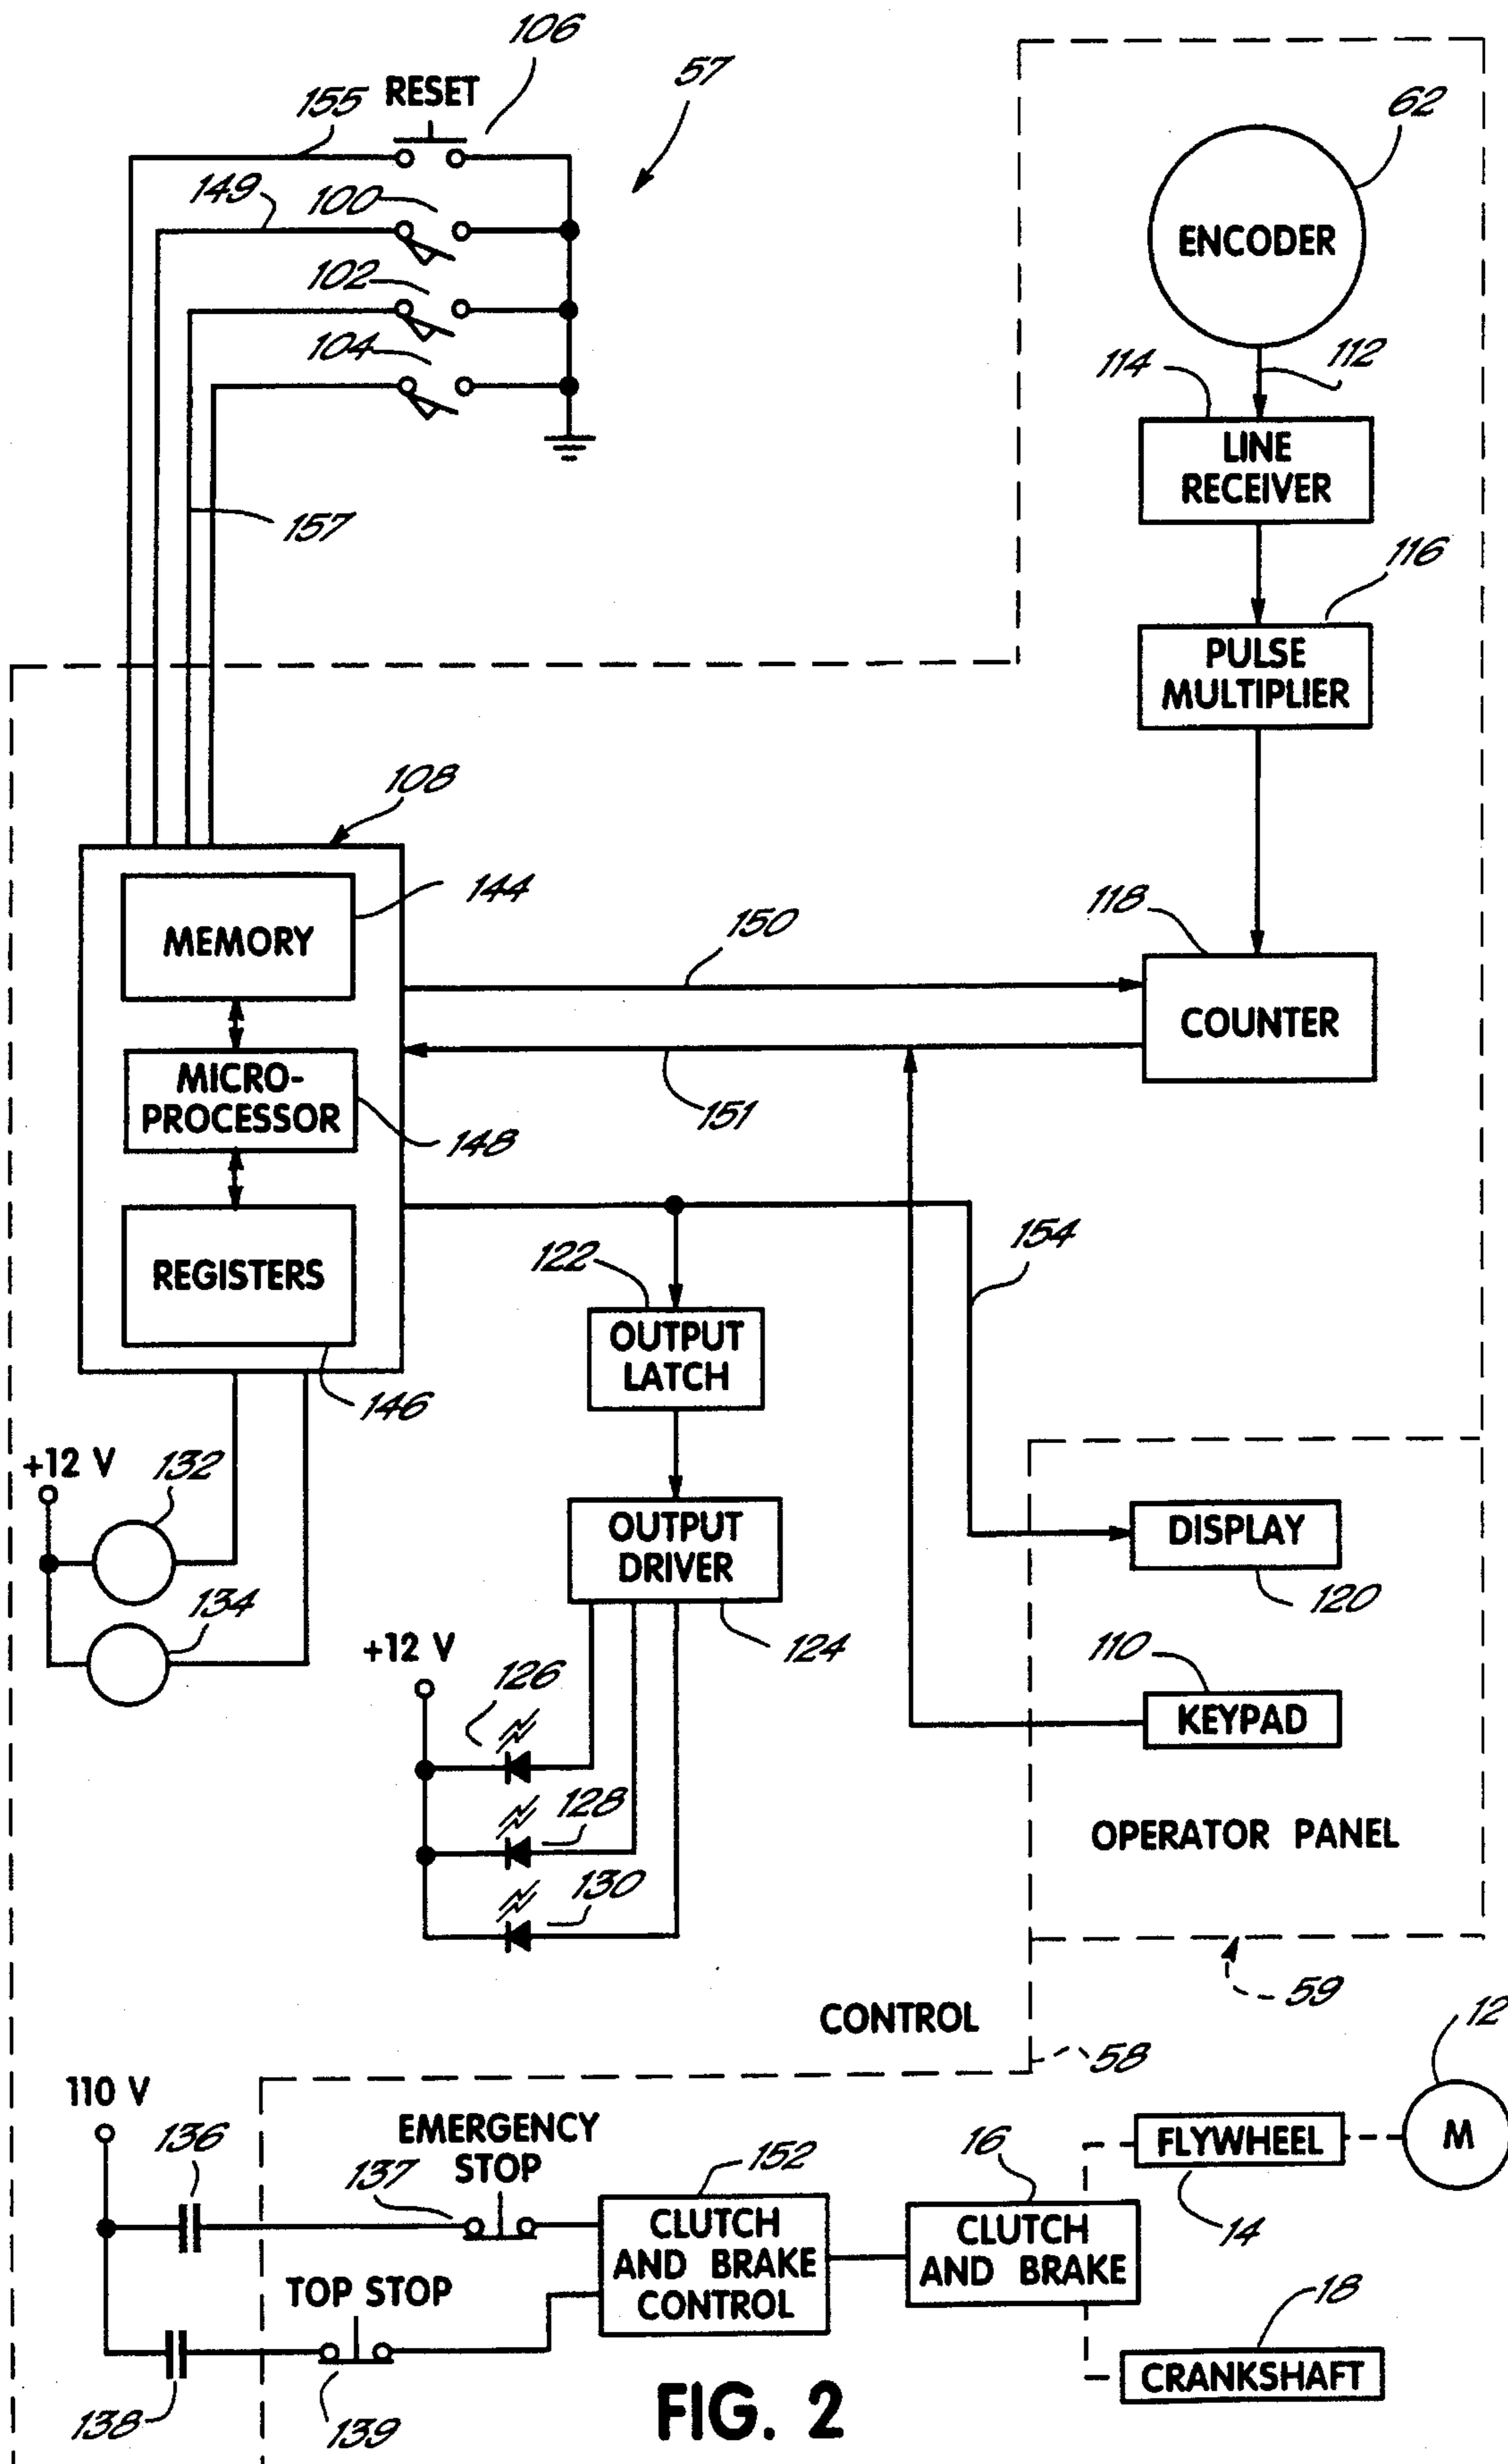 106
57
155
RESET
62
149
100
ENCODER
102
104
112
114
LINE
RECEIVER
157
116
PULSE
MULTIPLIER
108
144
118
150
MEMORY
COUNTER
MICRO-
PROCESSOR
151
148
154
122
REGISTERS
OUTPUT
LATCH
146
+12 V
132
OUTPUT
DRIVER
DISPLAY
120
134
124
+12 V
110
126
KEYPAD
128
OPERATOR PANEL
130
59
12
CONTROL
58
110 V
EMERGENCY
STOP
136
137
152
16
FLYWHEEL
M
CLUTCH
AND BRAKE
CONTROL
CLUTCH
AND BRAKE
14
TOP STOP
18
CRANKSHAFT
138
139
FIG. 2